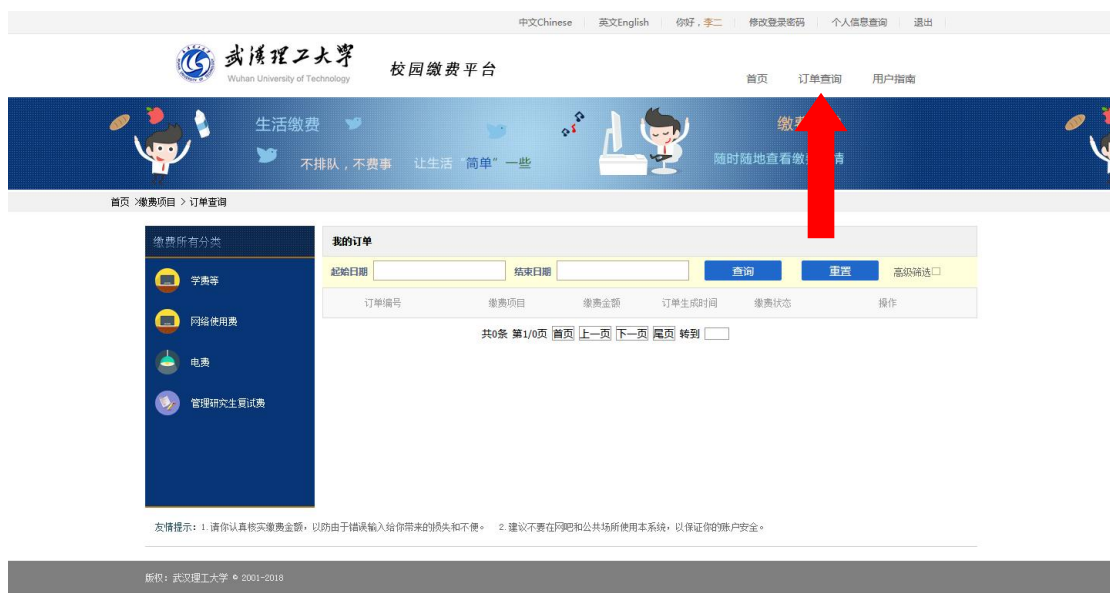 中文Chinese 英文English 你好，李二 修改登录密码 个人信息查询 退出
武汉理工大学
Wuhan University of Technology
校园缴费平台
首页 订单查询 用户指南
生活缴费
不排队，不费事 让生活“简单”一些
缴费
随时随地查看缴 情
首页 >缴费项目 > 订单查询
缴费所有分类
学费等
网络使用费
电费
管理研究生复试费
我的订单
起始日期 结束日期 查询 重置 高级筛选
订单编号 缴费项目 缴费金额 订单生成时间 缴费状态 操作
共0条 第1/0页 首页 上一页 下一页 尾页 转到
友情提示：1.请你认真核实缴费金额，以防由于错误输入给你带来的损失和不便。 2.建议不要在网吧和公共场所使用本系统，以保证你的账户安全。
版权：武汉理工大学 © 2001-2018